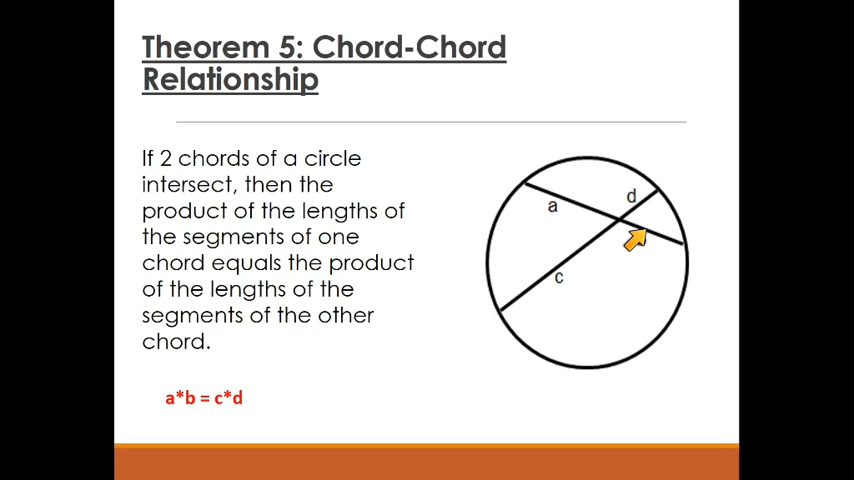 Theorem 5: Chord-Chord
Relationship
If 2 chords of a circle
intersect, then the
product of the lengths of
the segments of one
chord equals the product
of the lengths of the
segments of the other
chord.
a*b = c*d
d
a
c